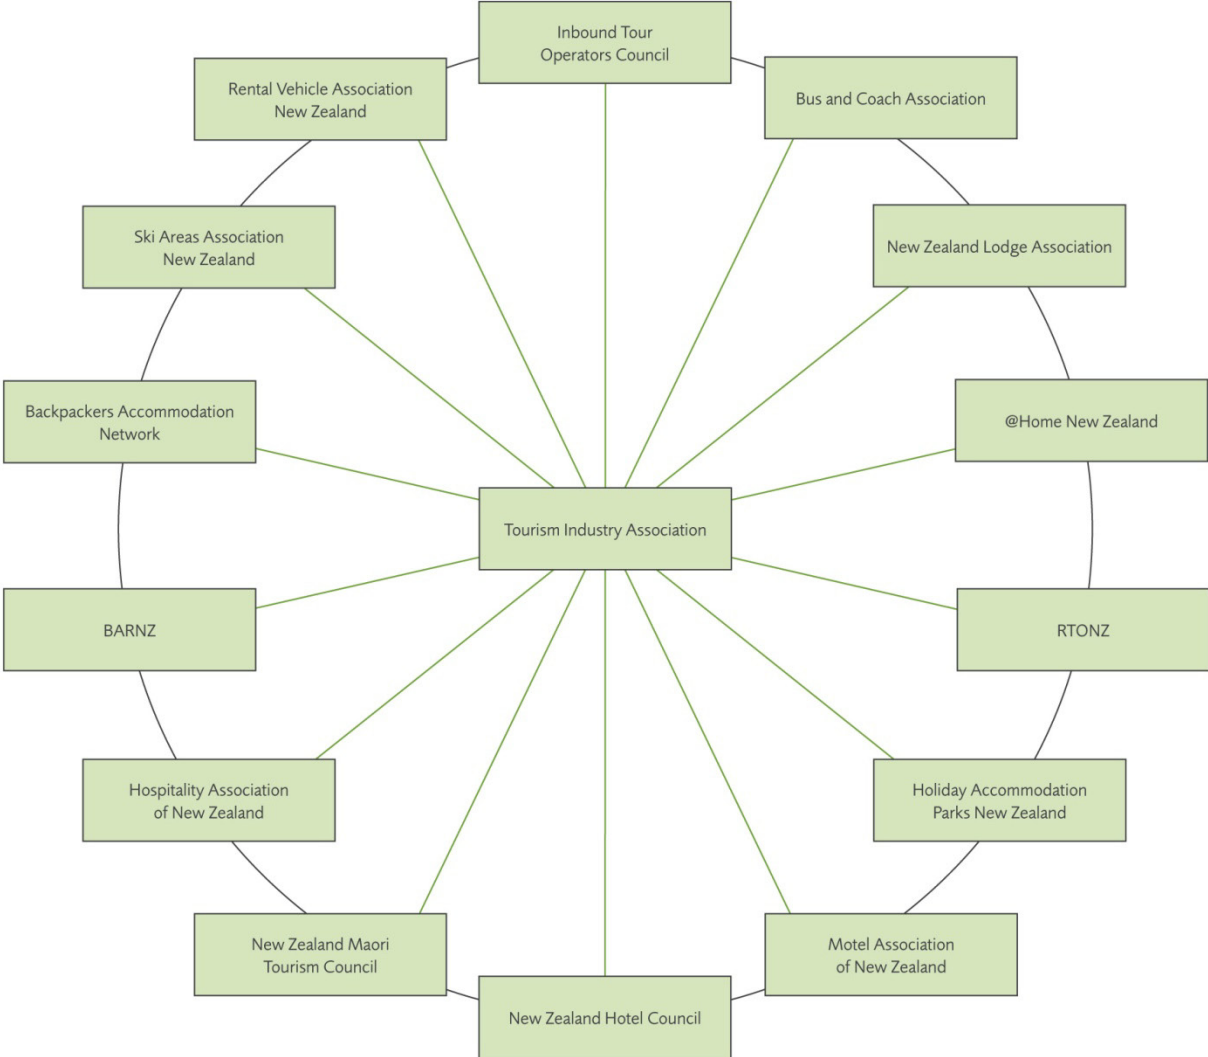 Inbound Tour
Operators Council
Rental Vehicle Association
New Zealand
Bus and Coach Association
Ski Areas Association
New Zealand
New Zealand Lodge Association
Backpackers Accommodation
Network
@Home New Zealand
Tourism Industry Association
BARNZ
RTONZ
Hospitality Association
of New Zealand
Holiday Accommodation
Parks New Zealand
New Zealand Maori
Tourism Council
Motel Association
of New Zealand
New Zealand Hotel Council